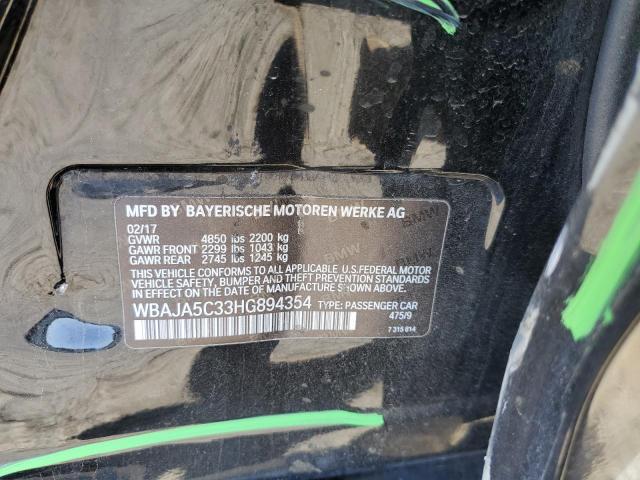 MFD BY BAYERISCHE MOTOREN WERKE AG
02/17
GVWR 4850 lbs 2200 kg
GAWR FRONT 2299 lbs 1043 kg
GAWR REAR 2745 lbs 1245 kg
THIS VEHICLE CONFORMS TO ALL APPLICABLE U.S. FEDERAL MOTOR
VEHICLE SAFETY, BUMPER AND THEFT PREVENTION STANDARDS
IN EFFECT ON THE DATE OF MANUFACTURE SHOWN ABOVE.
WBAJA5C33HG894354 TYPE: PASSENGER CAR
475/9
7 315 614